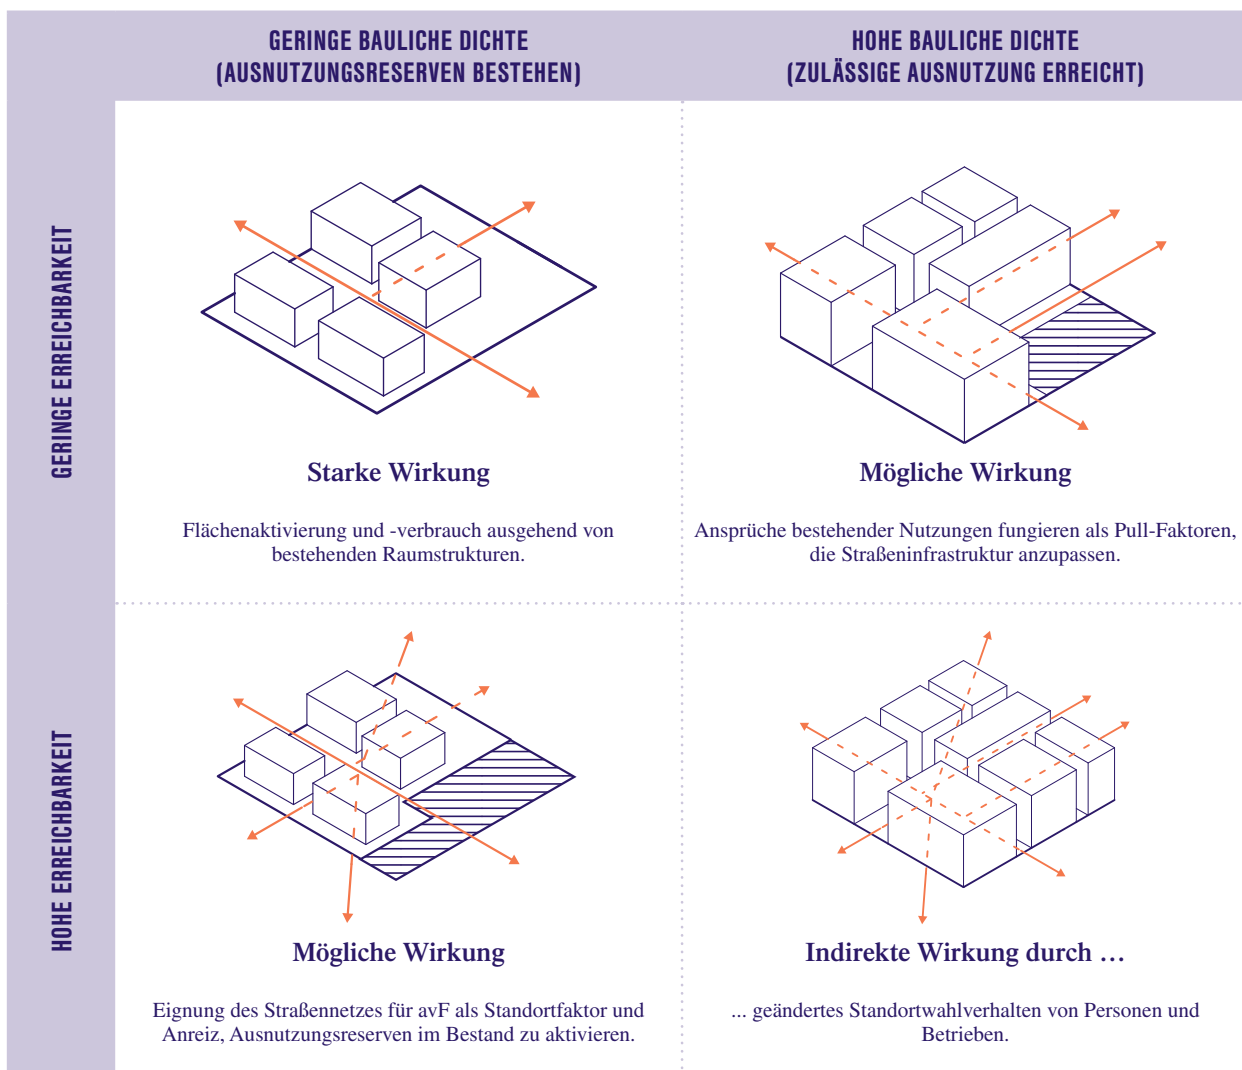 GERINGE BAULICHE DICHTE
(AUSNUTZUNGSRESERVEN BESTEHEN)
HOHE BAULICHE DICHTE
(ZULÄSSIGE AUSNUTZUNG ERREICHT)
GERINGE ERREICHBARKEIT
Starke Wirkung
Flächenaktivierung und -verbrauch ausgehend von
bestehenden Raumstrukturen.
Mögliche Wirkung
Ansprüche bestehender Nutzungen fungieren als Pull-Faktoren,
die Straßeninfrastruktur anzupassen.
HOHE ERREICHBARKEIT
Mögliche Wirkung
Eignung des Straßennetzes für avF als Standortfaktor und
Anreiz, Ausnutzungsreserven im Bestand zu aktivieren.
Indirekte Wirkung durch …
... geändertes Standortwahlverhalten von Personen und
Betrieben.